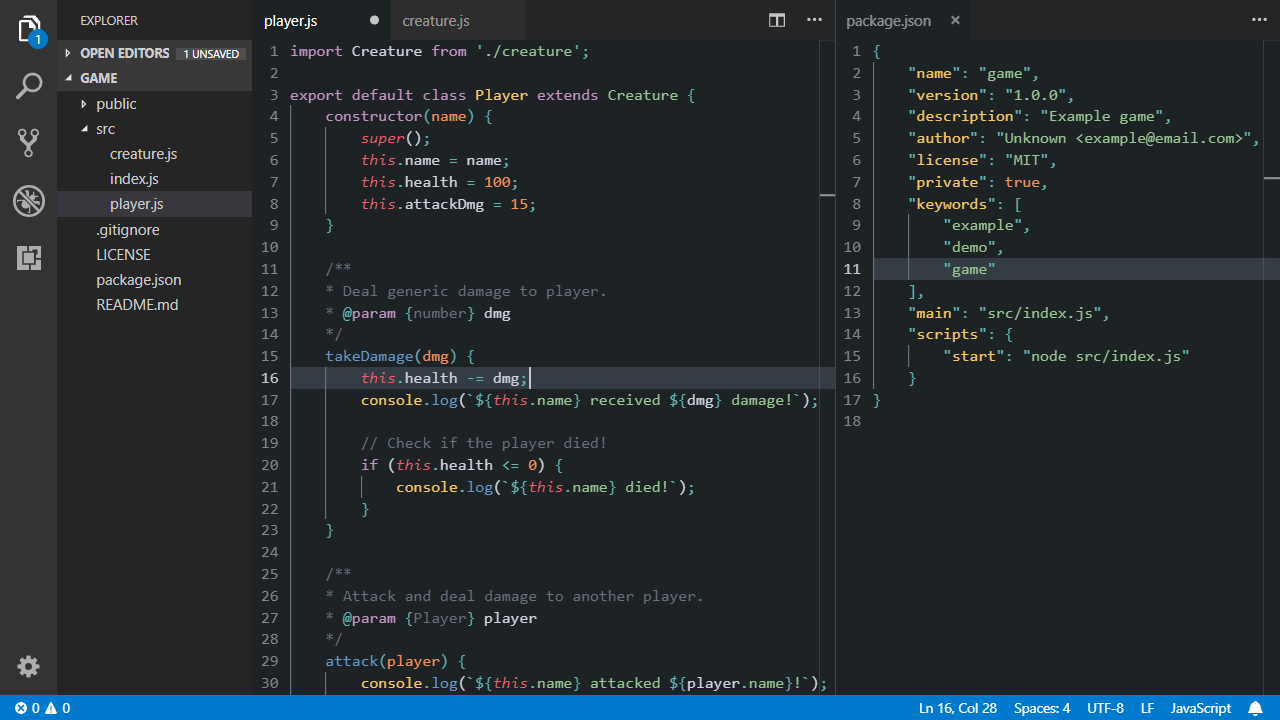 EXPLORER
1
OPEN EDITORS 1 UNSAVED
GAME
public
src
creature.js
index.js
player.js
.gitignore
LICENSE
package.json
README.md
player.js
creature.js
1 import Creature from './creature';
2
3 export default class Player extends Creature {
4     constructor(name) {
5         super();
6         this.name = name;
7         this.health = 100;
8         this.attackDmg = 15;
9     }
10
11     /**
12     * Deal generic damage to player.
13     * @param {number} dmg
14     */
15     takeDamage(dmg) {
16         this.health -= dmg;
17         console.log(`${this.name} received ${dmg} damage!`);
18
19         // Check if the player died!
20         if (this.health <= 0) {
21             console.log(`${this.name} died!`);
22         }
23     }
24
25     /**
26     * Attack and deal damage to another player.
27     * @param {Player} player
28     */
29     attack(player) {
30         console.log(`${this.name} attacked ${player.name}!`);
package.json ×
1 {
2     "name": "game",
3     "version": "1.0.0",
4     "description": "Example game",
5     "author": "Unknown <example@email.com>",
6     "license": "MIT",
7     "private": true,
8     "keywords": [
9         "example",
10         "demo",
11         "game"
12     ],
13     "main": "src/index.js",
14     "scripts": {
15         "start": "node src/index.js"
16     }
17 }
18
0 0
Ln 16, Col 28 Spaces: 4 UTF-8 LF JavaScript